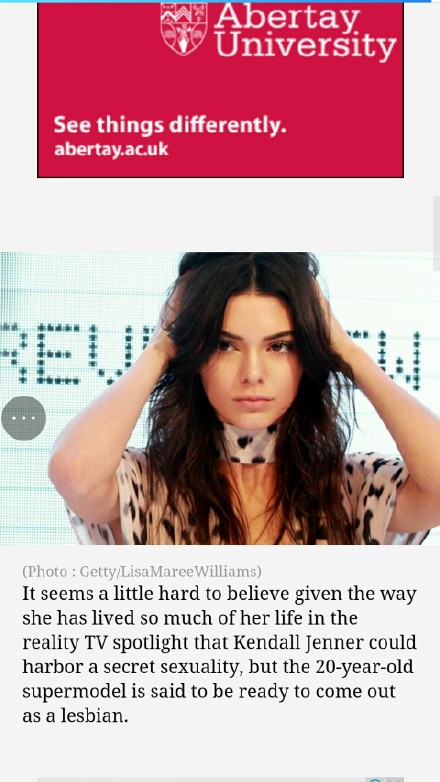 Abertay
University
See things differently.
abertay.ac.uk
(Photo : Getty/LisaMareeWilliams)
It seems a little hard to believe given the way
she has lived so much of her life in the
reality TV spotlight that Kendall Jenner could
harbor a secret sexuality, but the 20-year-old
supermodel is said to be ready to come out
as a lesbian.